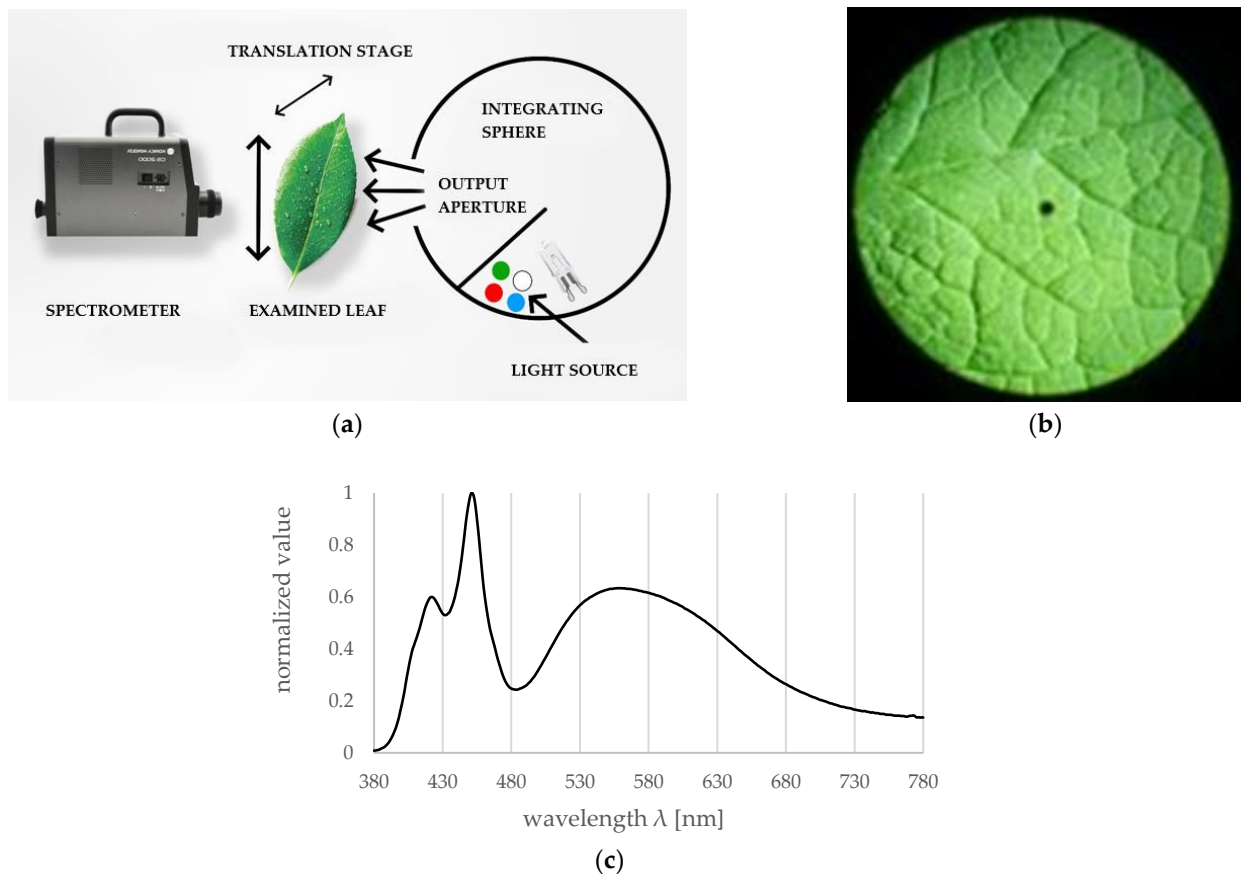 TRANSLATION STAGE
INTEGRATING
SPHERE
OUTPUT
APERTURE
SPECTROMETER
EXAMINED LEAF
LIGHT SOURCE
(a)
(b)
normalized value
1
0.8
0.6
0.4
0.2
0
380 430 480 530 580 630 680 730 780
wavelength λ [nm]
(c)